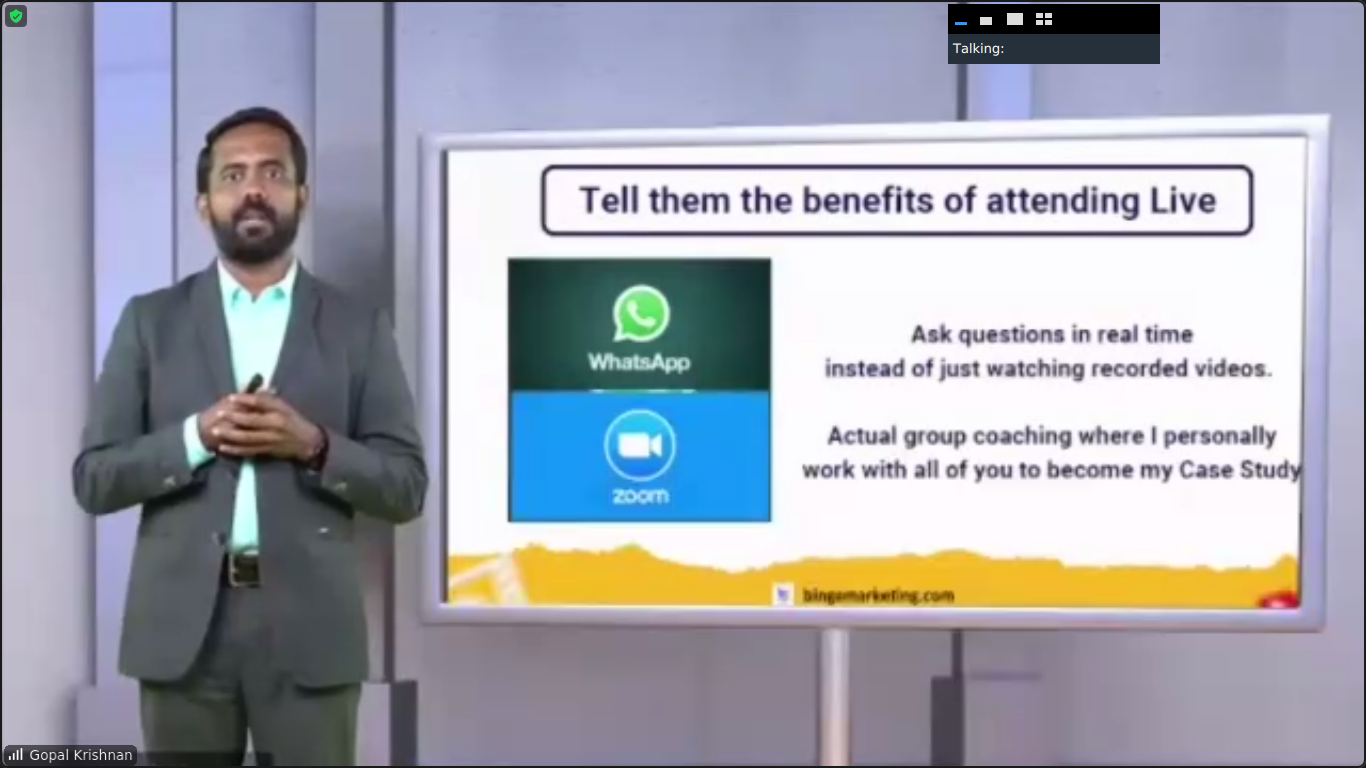 Talking:
Tell them the benefits of attending Live
WhatsApp
zoom
Ask questions in real time
instead of just watching recorded videos.
Actual group coaching where I personally
work with all of you to become my Case Study
bingemarketing.com
Gopal Krishnan